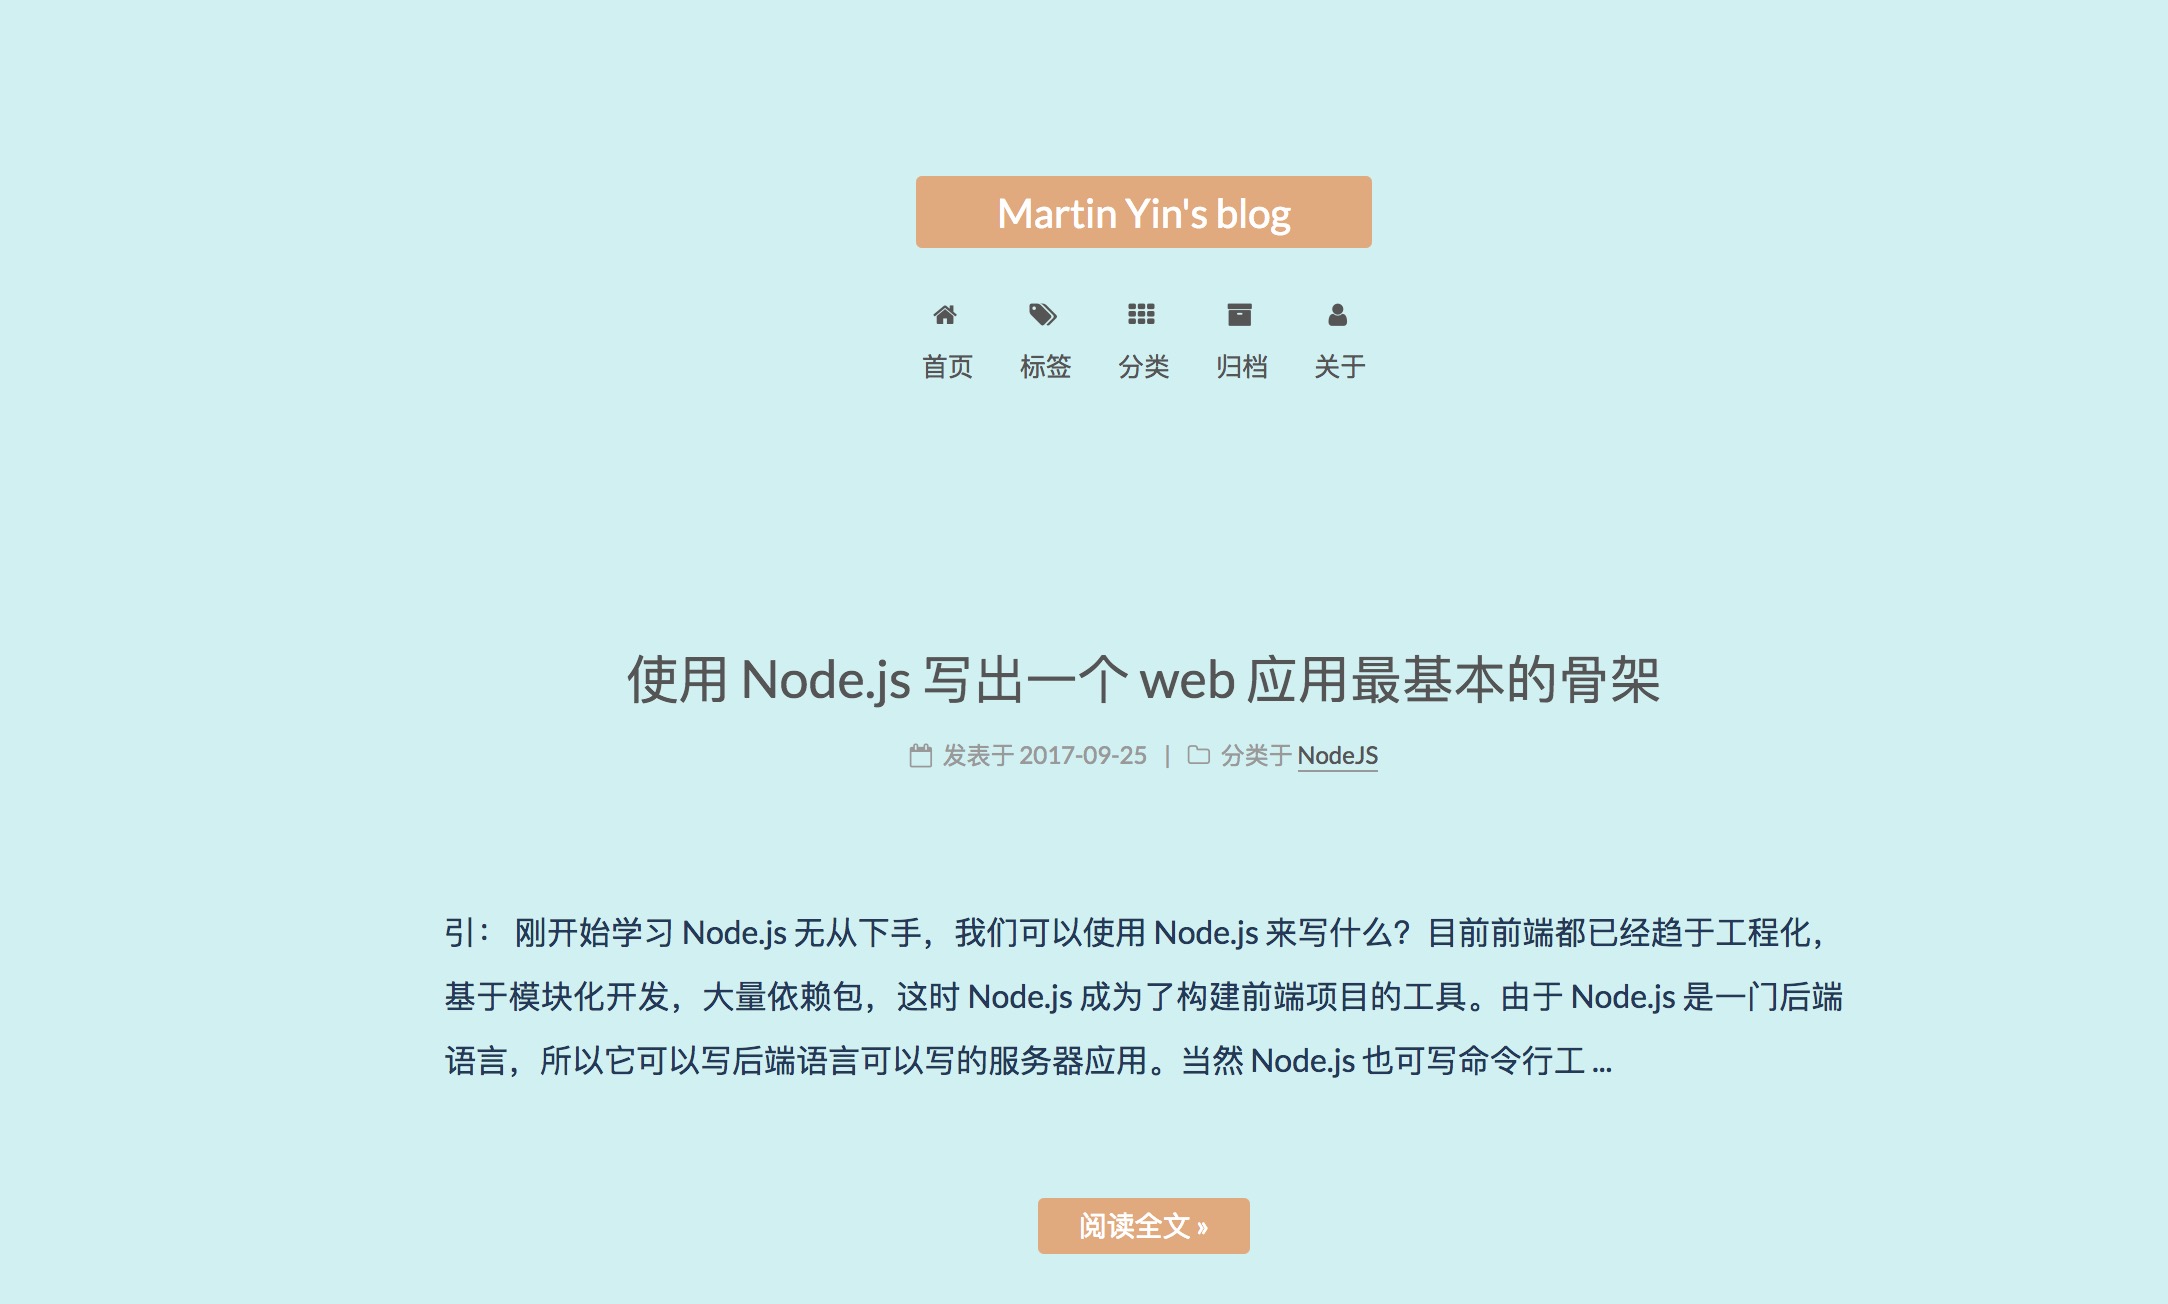 Martin Yin's blog
首页 标签 分类 归档 关于
使用 Node.js 写出一个 web 应用最基本的骨架
发表于 2017-09-25 | 分类于 NodeJS
引： 刚开始学习 Node.js 无从下手，我们可以使用 Node.js 来写什么？目前前端都已经趋于工程化，
基于模块化开发，大量依赖包，这时 Node.js 成为了构建前端项目的工具。由于 Node.js 是一门后端
语言，所以它可以写后端语言可以写的服务器应用。当然 Node.js 也可写命令行工 ...
阅读全文 »